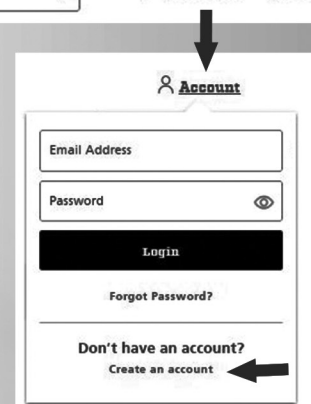 Account
Email Address
Password
Login
Forgot Password?
Don't have an account?
Create an account